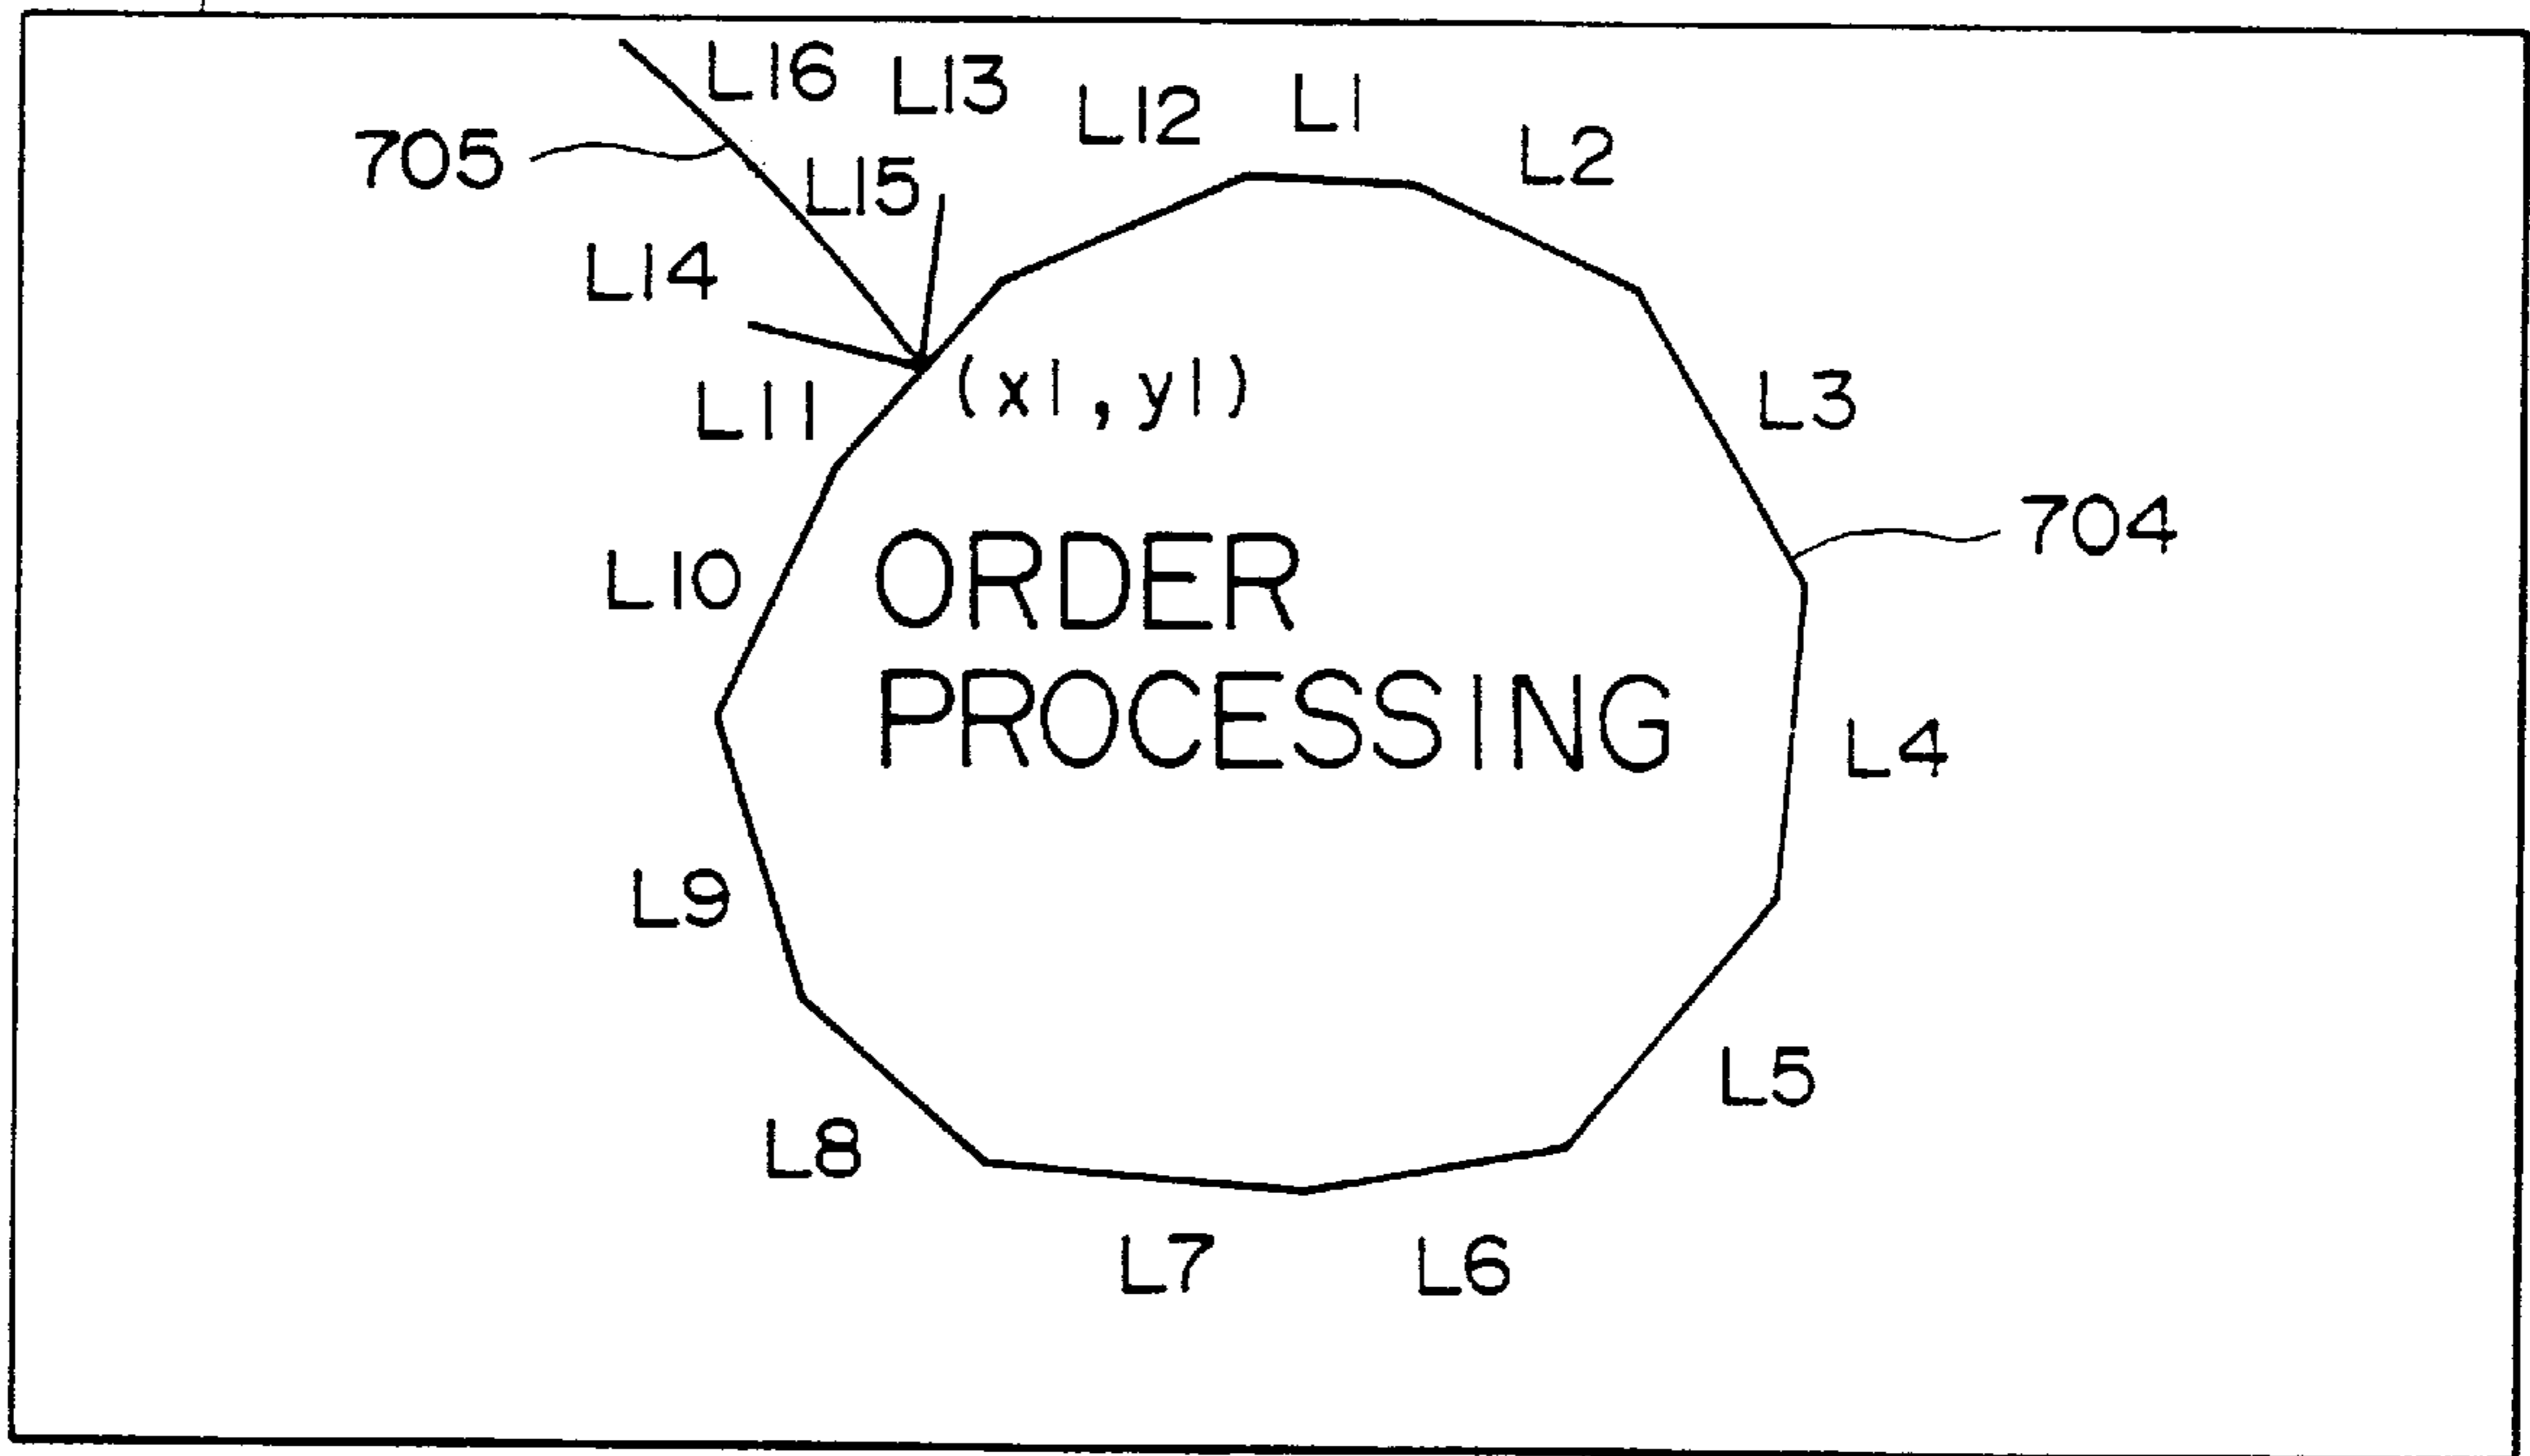 L16 L13 L12 L1 L2
705 L15
L14
L11 (x1,y1) L3
704
L10 ORDER
PROCESSING L4
L9
L5
L8
L7 L6